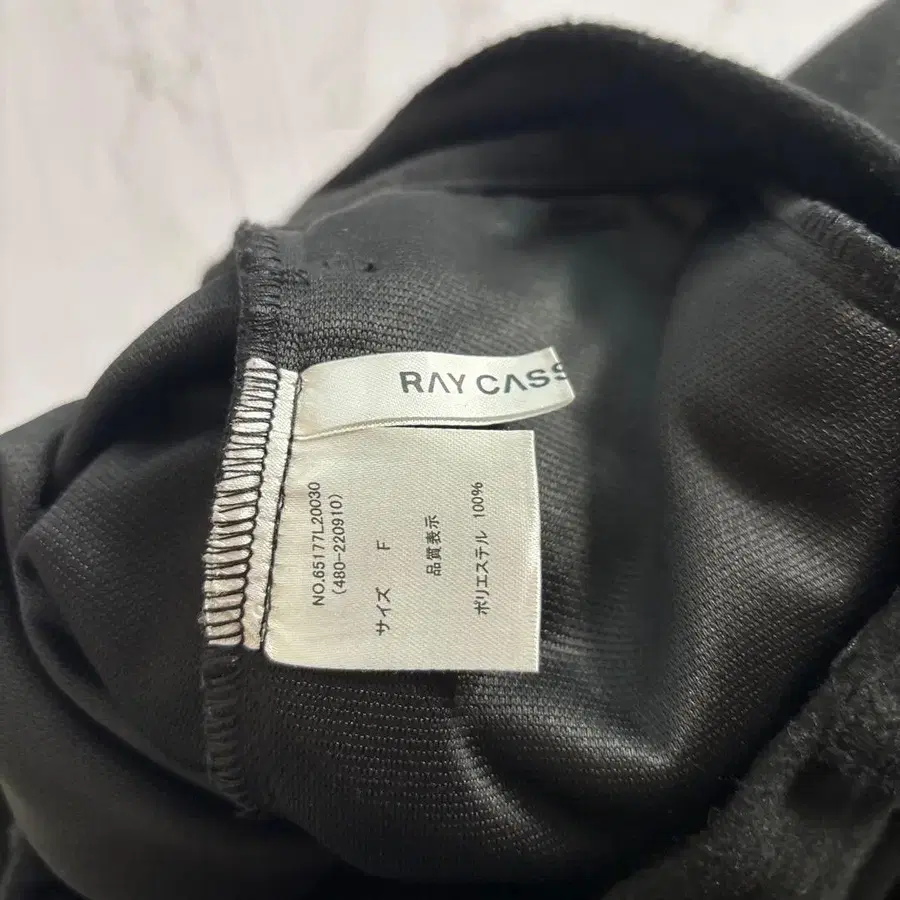 RAY CASS
NO.65177L20030
(480-220910)
サイズ F
品質表示
ポリエステル 100%